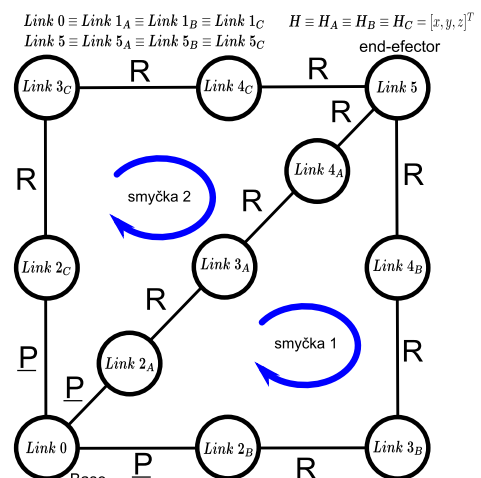 Link 0 ≡ Link 1_A ≡ Link 1_B ≡ Link 1_C H ≡ H_A ≡ H_B ≡ H_C = [x, y, z]^T
Link 5 ≡ Link 5_A ≡ Link 5_B ≡ Link 5_C
end-efector
R R
Link 3_C Link 4_C Link 5
R
Link 4_A
R R
smyčka 2
R
Link 2_C Link 3_A Link 4_B
R
smyčka 1
R
P Link 2_A
P
Link 0 Link 2_B Link 3_B
P R
Base